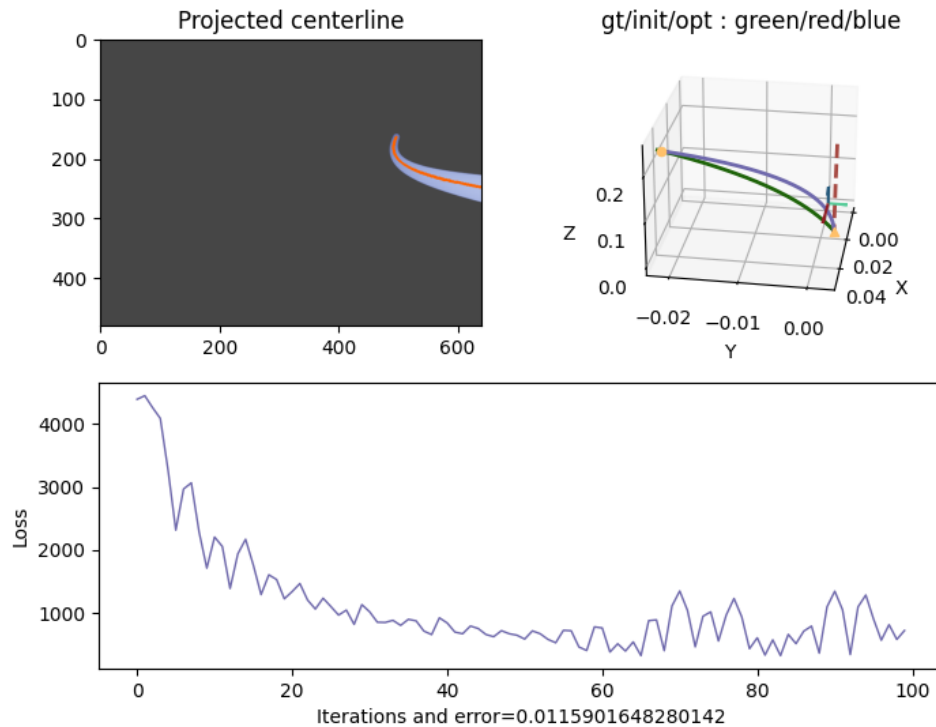 Projected centerline
0
100
200
300
400
0 200 400 600
gt/init/opt : green/red/blue
0.2
Z 0.1
0.0
−0.02 −0.01 0.00
Y
0.00
0.02
0.04 X
4000
3000
2000
1000
Loss
0 20 40 60 80 100
Iterations and error=0.0115901648280142